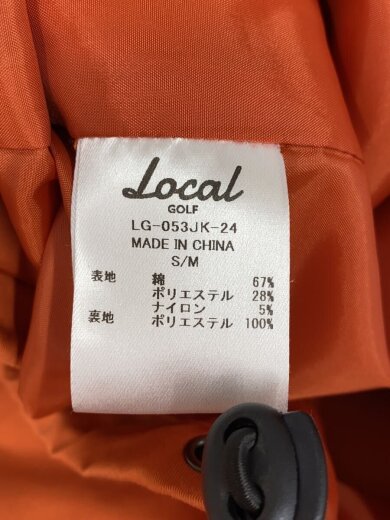 Local
GOLF
LG-053JK-24
MADE IN CHINA
S/M
表地 綿 67%
ポリエステル 28%
ナイロン 5%
裏地 ポリエステル 100%